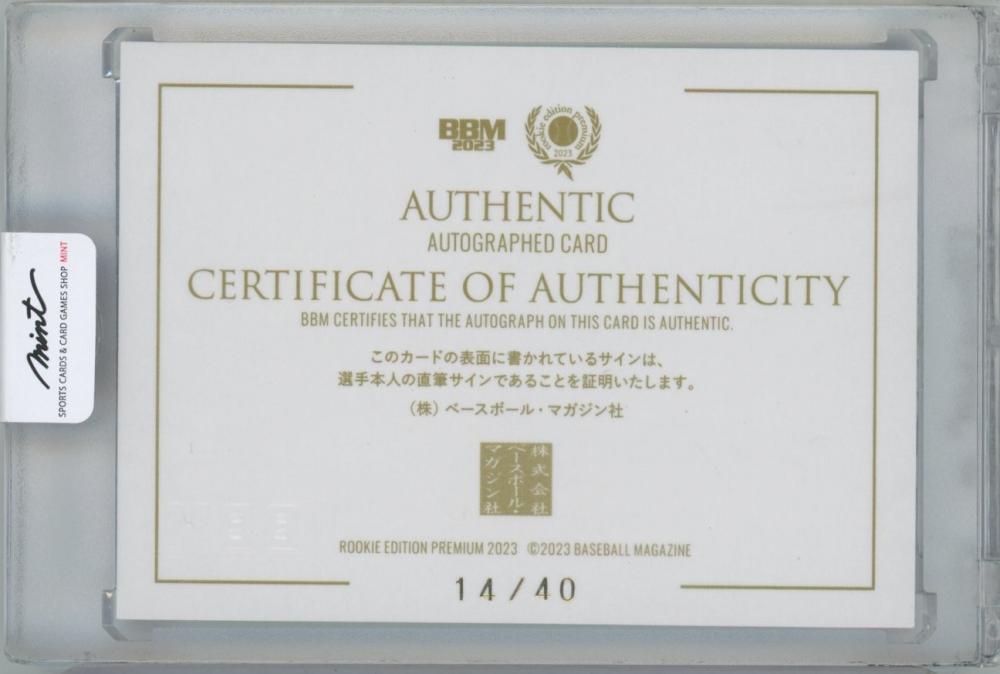 BBM
2023
rookie edition premium
2023
AUTHENTIC
AUTOGRAPHED CARD
CERTIFICATE OF AUTHENTICITY
BBM CERTIFIES THAT THE AUTOGRAPH ON THIS CARD IS AUTHENTIC.
このカードの表面に書かれているサインは、
選手本人の直筆サインであることを証明いたします。
（株）ベースボール・マガジン社
株式会社
ベースボール・
マガジン社
ROOKIE EDITION PREMIUM 2023 ©2023 BASEBALL MAGAZINE
14/40
mint
SPORTS CARDS & CARD GAMES SHOP MINT